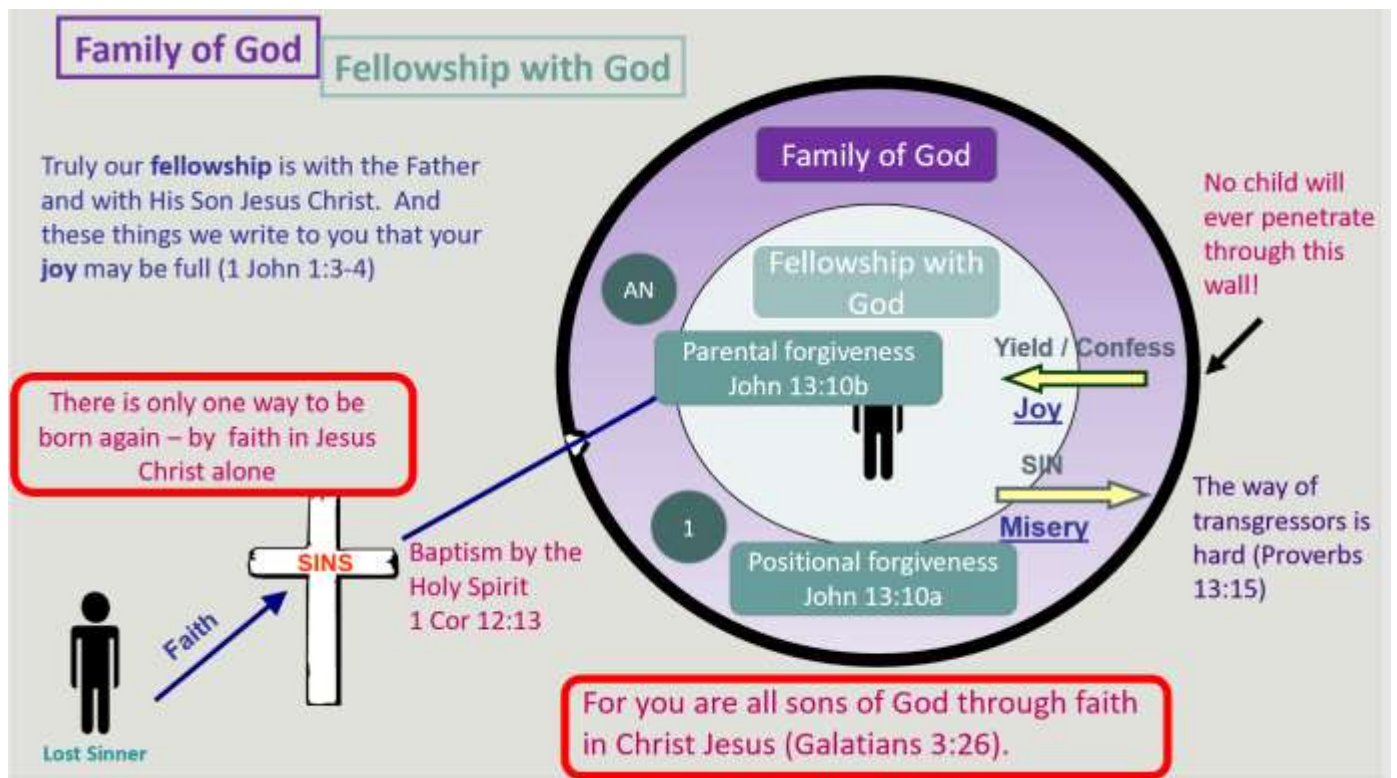 Family of God
Fellowship with God
Truly our fellowship is with the Father
and with His Son Jesus Christ. And
these things we write to you that your
joy may be full (1 John 1:3-4)
There is only one way to be
born again – by faith in Jesus
Christ alone
SINS
Faith
Lost Sinner
Baptism by the
Holy Spirit
1 Cor 12:13
Family of God
Fellowship with
God
AN
Parental forgiveness
John 13:10b
Yield / Confess
Joy
SIN
Misery
1
Positional forgiveness
John 13:10a
No child will
ever penetrate
through this
wall!
The way of
transgressors is
hard (Proverbs
13:15)
For you are all sons of God through faith
in Christ Jesus (Galatians 3:26).